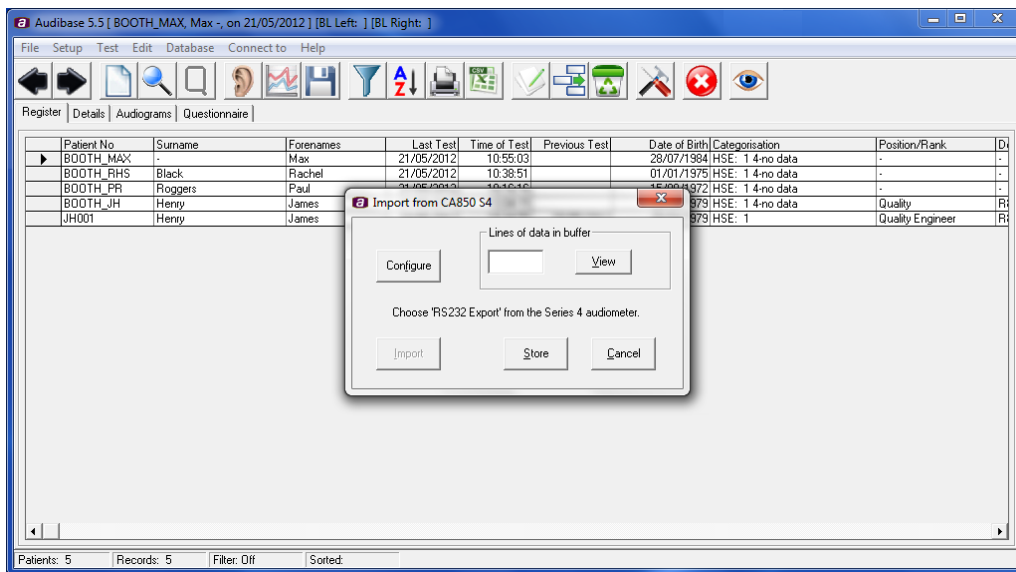 Audibase 5.5 [ BOOTH_MAX, Max -, on 21/05/2012 ] [BL Left: ] [BL Right: ]
File Setup Test Edit Database Connect to Help
CSV
A
Z
Register Details Audiograms Questionnaire
Patient No Surname Forenames Last Test Time of Test Previous Test Date of Birth Categorisation Position/Rank
BOOTH_MAX - Max 21/05/2012 10:55:03 28/07/1984 HSE: 1 4-no data - -
BOOTH_RHS Black Rachel 21/05/2012 10:38:51 01/01/1975 HSE: 1 4-no data - -
BOOTH_PR Roggers Paul HSE: 1 4-no data - -
BOOTH_JH Henry James 979 HSE: 1 4-no data Quality
JH001 Henry James 979 HSE: 1 Quality Engineer
Import from CA850 S4
Lines of data in buffer
Configure View
Choose 'RS232 Export' from the Series 4 audiometer.
Import Store Cancel
Patients: 5 Records: 5 Filter: Off Sorted: